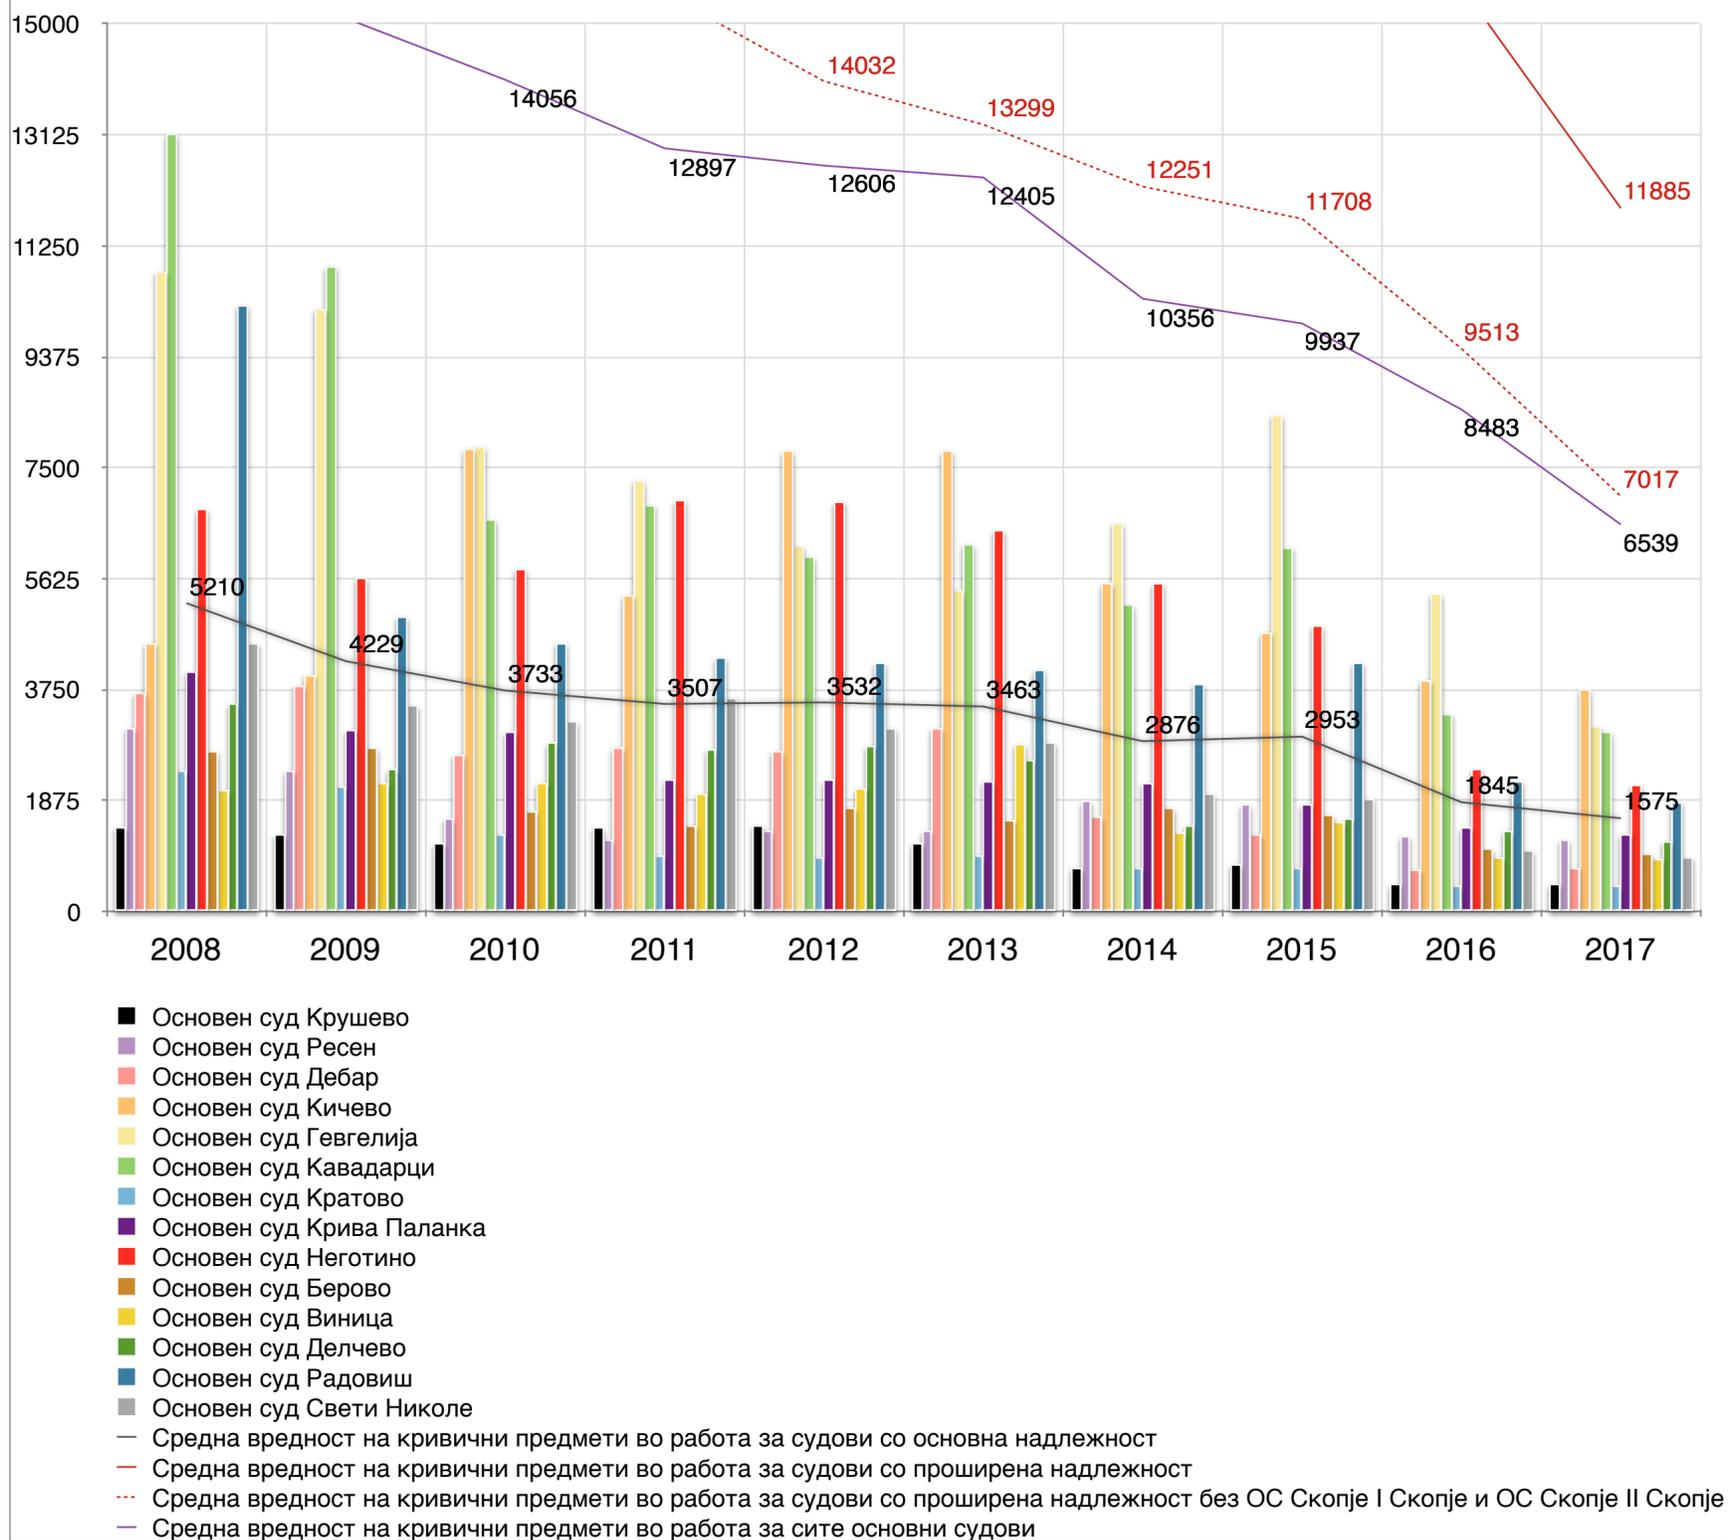 15000
13125
11250
9375
7500
5625
3750
1875
0
14056
12897
12606
12405
10356
9937
8483
6539
14032
13299
12251
11708
9513
7017
11885
5210
4229
3733
3507
3532
3463
2876
2953
1845
1575
2008 2009 2010 2011 2012 2013 2014 2015 2016 2017
Основен суд Крушево
Основен суд Ресен
Основен суд Дебар
Основен суд Кичево
Основен суд Гевгелија
Основен суд Кавадарци
Основен суд Кратово
Основен суд Крива Паланка
Основен суд Неготино
Основен суд Берово
Основен суд Виница
Основен суд Делчево
Основен суд Радовиш
Основен суд Свети Николе
Средна вредност на кривични предмети во работа за судови со основна надлежност
Средна вредност на кривични предмети во работа за судови со проширена надлежност
Средна вредност на кривични предмети во работа за судови со проширена надлежност без ОС Скопје I Скопје и ОС Скопје II Скопје
Средна вредност на кривични предмети во работа за сите основни судови